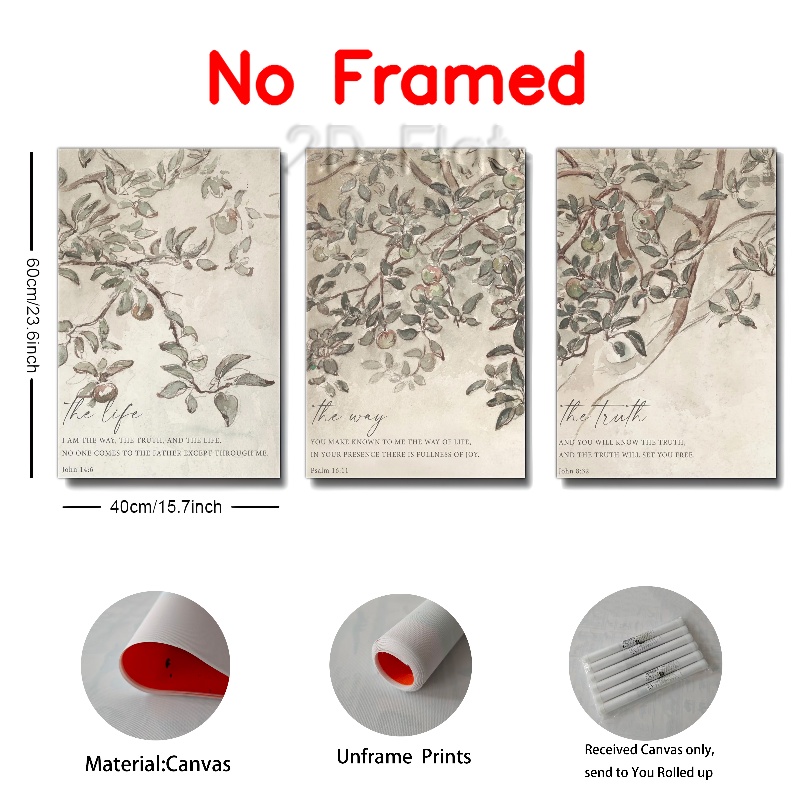 No Framed
2D Flat
60cm/23.6inch
the life
I AM THE WAY, THE TRUTH, AND THE LIFE.
NO ONE COMES TO THE FATHER EXCEPT THROUGH ME.
John 14:6
the way
YOU MAKE KNOWN TO ME THE WAY OF LIFE,
IN YOUR PRESENCE THERE IS FULLNESS OF JOY.
Psalm 16:11
the truth
AND YOU WILL KNOW THE TRUTH,
AND THE TRUTH WILL SET YOU FREE.
John 8:32
40cm/15.7inch
Material:Canvas
Unframe Prints
Received Canvas only,
send to You Rolled up